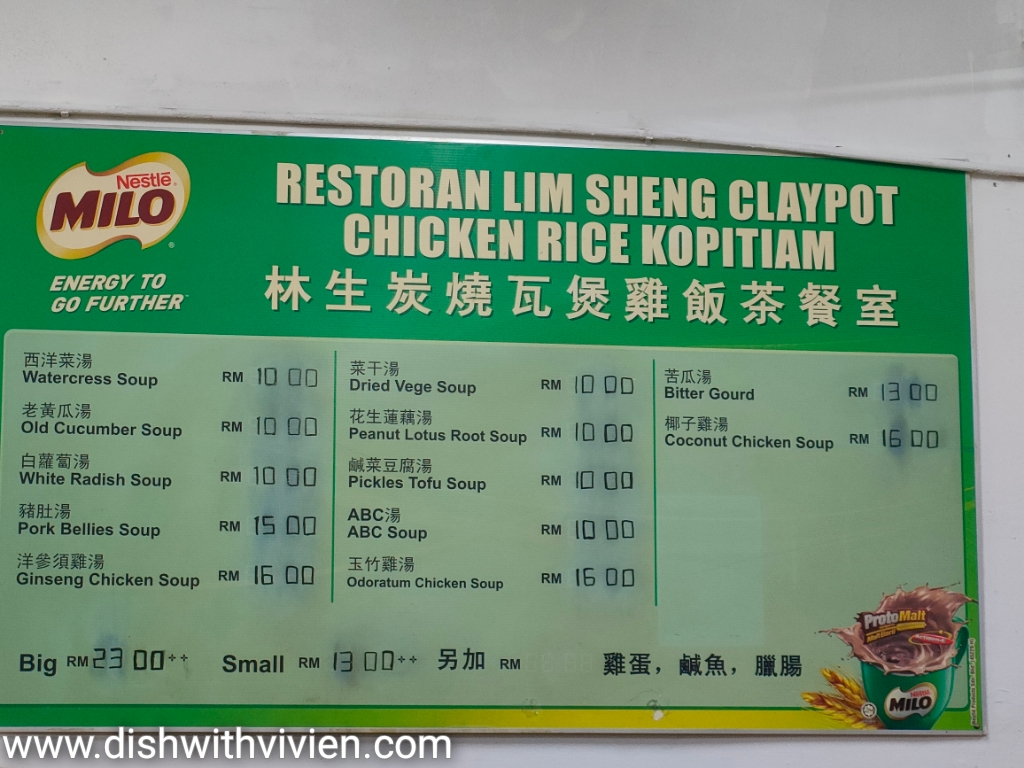 Nestlé
MILO
ENERGY TO
GO FURTHER
RESTORAN LIM SHENG CLAYPOT
CHICKEN RICE KOPITIAM
林生炭燒瓦煲雞飯茶餐室
西洋菜湯
Watercress Soup RM 10 00
老黃瓜湯
Old Cucumber Soup RM 10 00
白蘿蔔湯
White Radish Soup RM 10 00
豬肚湯
Pork Bellies Soup RM 15 00
洋參須雞湯
Ginseng Chicken Soup RM 16 00
菜干湯
Dried Vege Soup RM 10 00
花生蓮藕湯
Peanut Lotus Root Soup RM 10 00
鹹菜豆腐湯
Pickles Tofu Soup RM 10 00
ABC湯
ABC Soup RM 10 00
玉竹雞湯
Odoratum Chicken Soup RM 16 00
苦瓜湯
Bitter Gourd RM 13 00
椰子雞湯
Coconut Chicken Soup RM 16 00
Big RM 23 00++ Small RM 13 00++ 另加 RM 雞蛋，鹹魚，臘腸
ProtoMalt
MILO
www.dishwithvivien.com